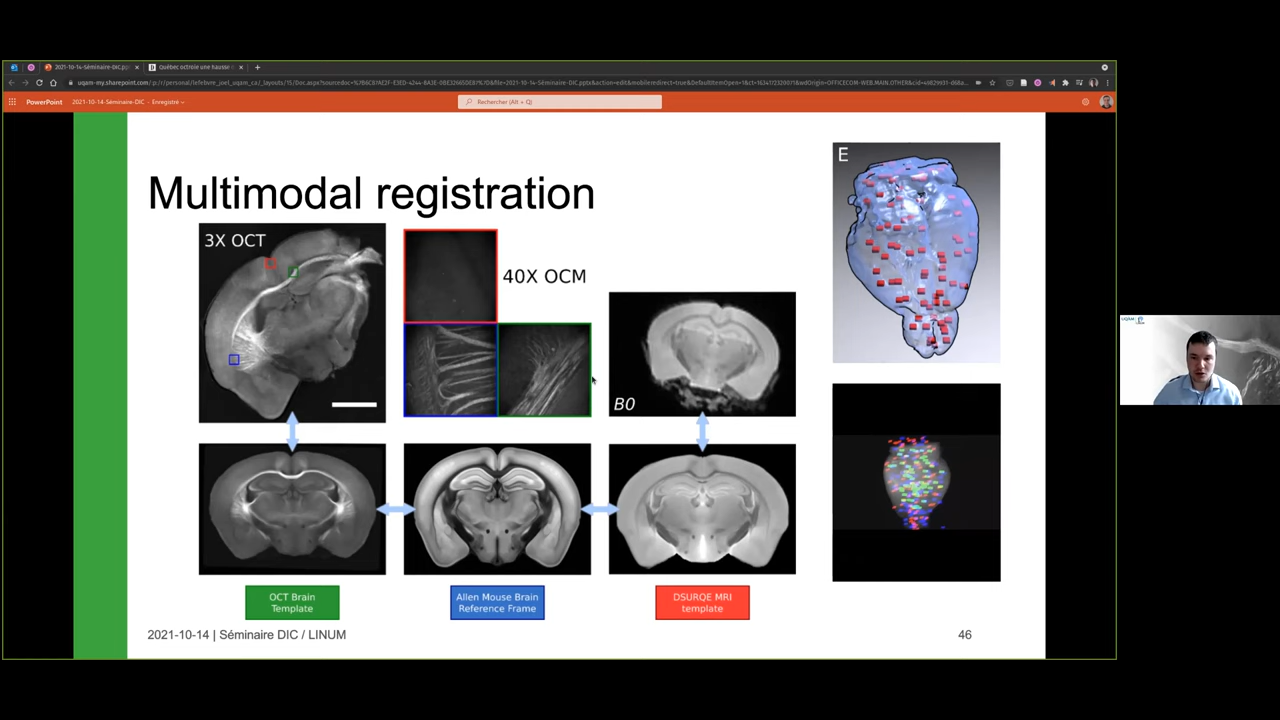 2021-10-14-Séminaire-DIC.pptx
Québec octroie une hausse
PowerPoint
2021-10-14-Séminaire-DIC - Enregistré
Rechercher (Alt + Q)
Multimodal registration
3X OCT
40X OCM
B0
E
OCT Brain
Template
Allen Mouse Brain
Reference Frame
DSURQE MRI
template
2021-10-14 | Séminaire DIC / LINUM
46
UQAM